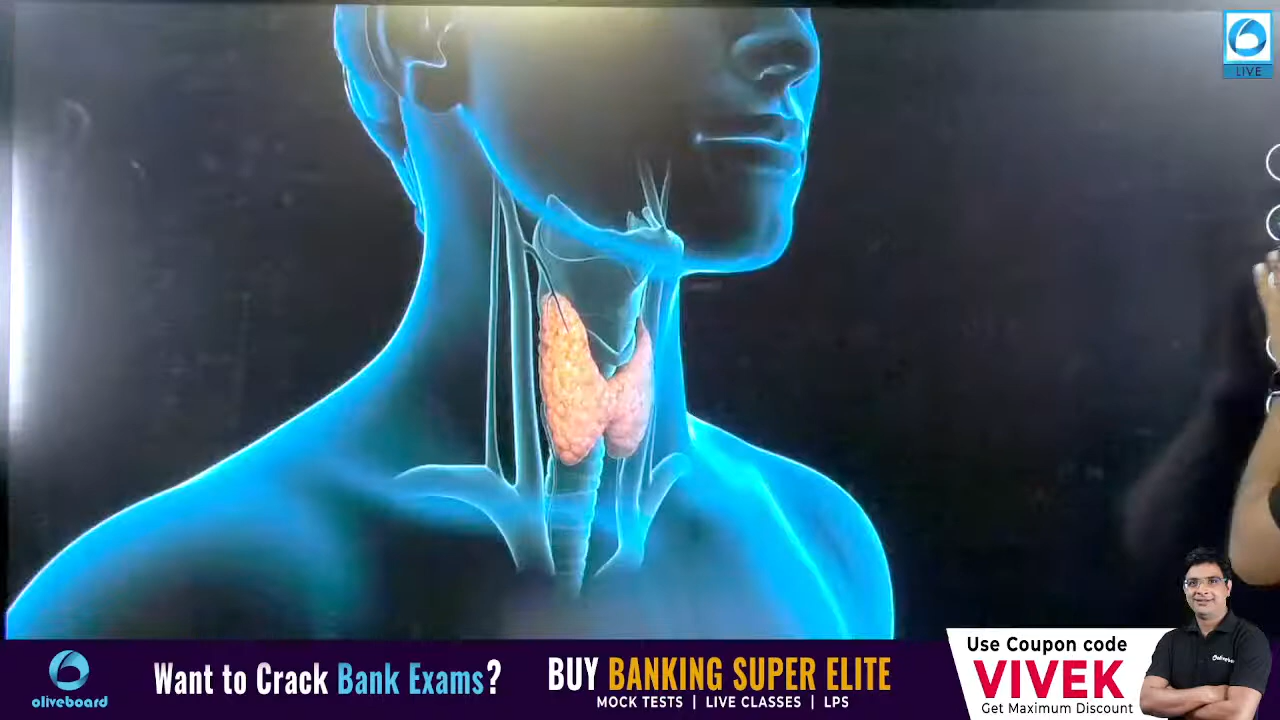 LIVE
Want to Crack Bank Exams?
BUY BANKING SUPER ELITE
MOCK TESTS | LIVE CLASSES | LPS
oliveboard
Use Coupon code
VIVEK
Get Maximum Discount